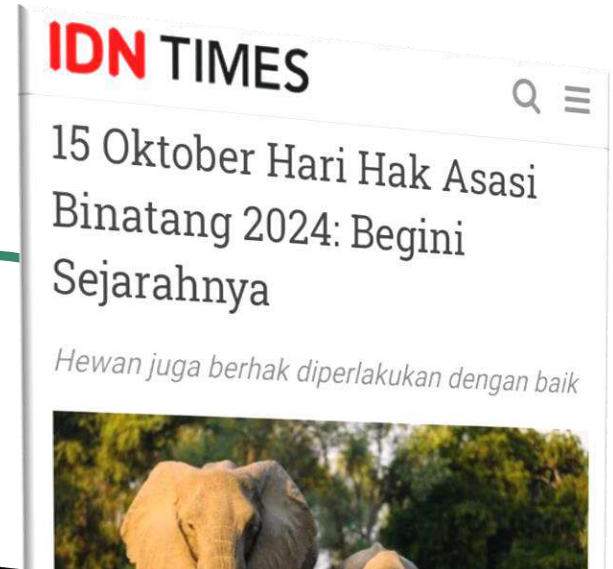 IDN TIMES
15 Oktober Hari Hak Asasi
Binatang 2024: Begini
Sejarahnya
Hewan juga berhak diperlakukan dengan baik